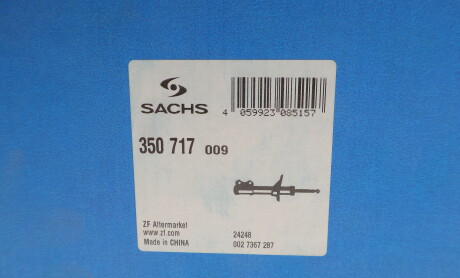 SACHS
4 059923 085157
350 717 009
ZF Aftermarket
www.zf.com
Made in CHINA
24248
002 7367 287